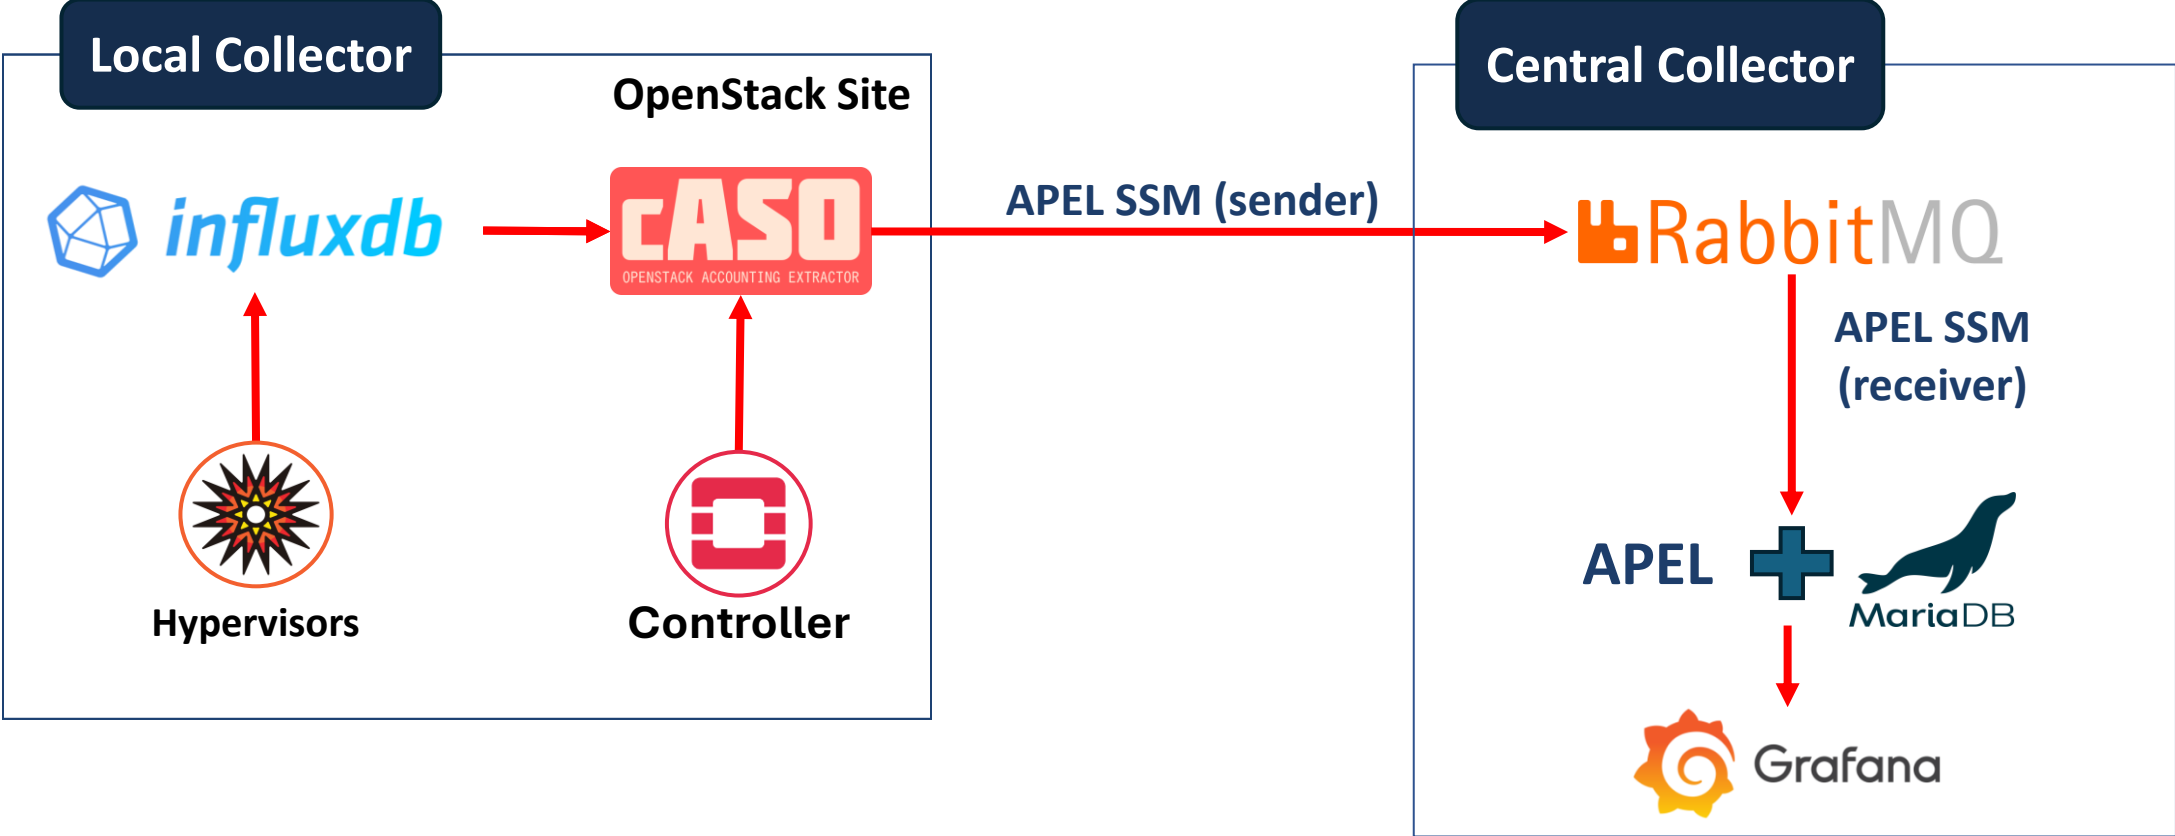 Local Collector
OpenStack Site
influxdb
cASO
OPENSTACK ACCOUNTING EXTRACTOR
Hypervisors
Controller
APEL SSM (sender)
Central Collector
RabbitMQ
APEL SSM
(receiver)
APEL
MariaDB
Grafana